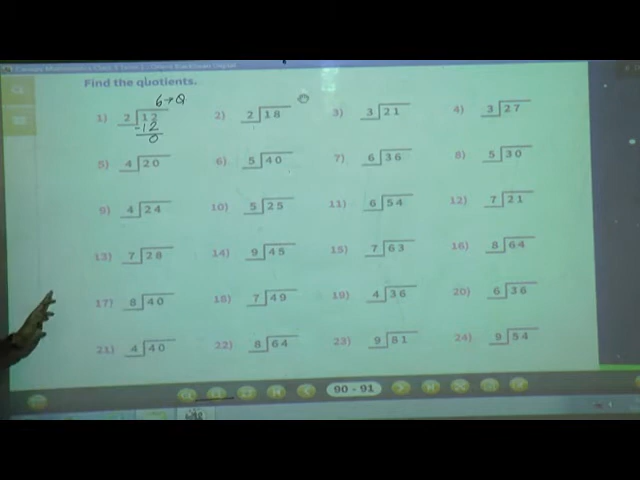 Find the quotients.
6→Q
1) 2 12 2) 2 18 3) 3 21 4) 3 27
-12
0
5) 4 20 6) 5 40 7) 6 36 8) 5 30
9) 4 24 10) 5 25 11) 6 54 12) 7 21
13) 7 28 14) 9 45 15) 7 63 16) 8 64
17) 8 40 18) 7 49 19) 4 36 20) 6 36
21) 4 40 22) 8 64 23) 9 81 24) 9 54
90 - 91